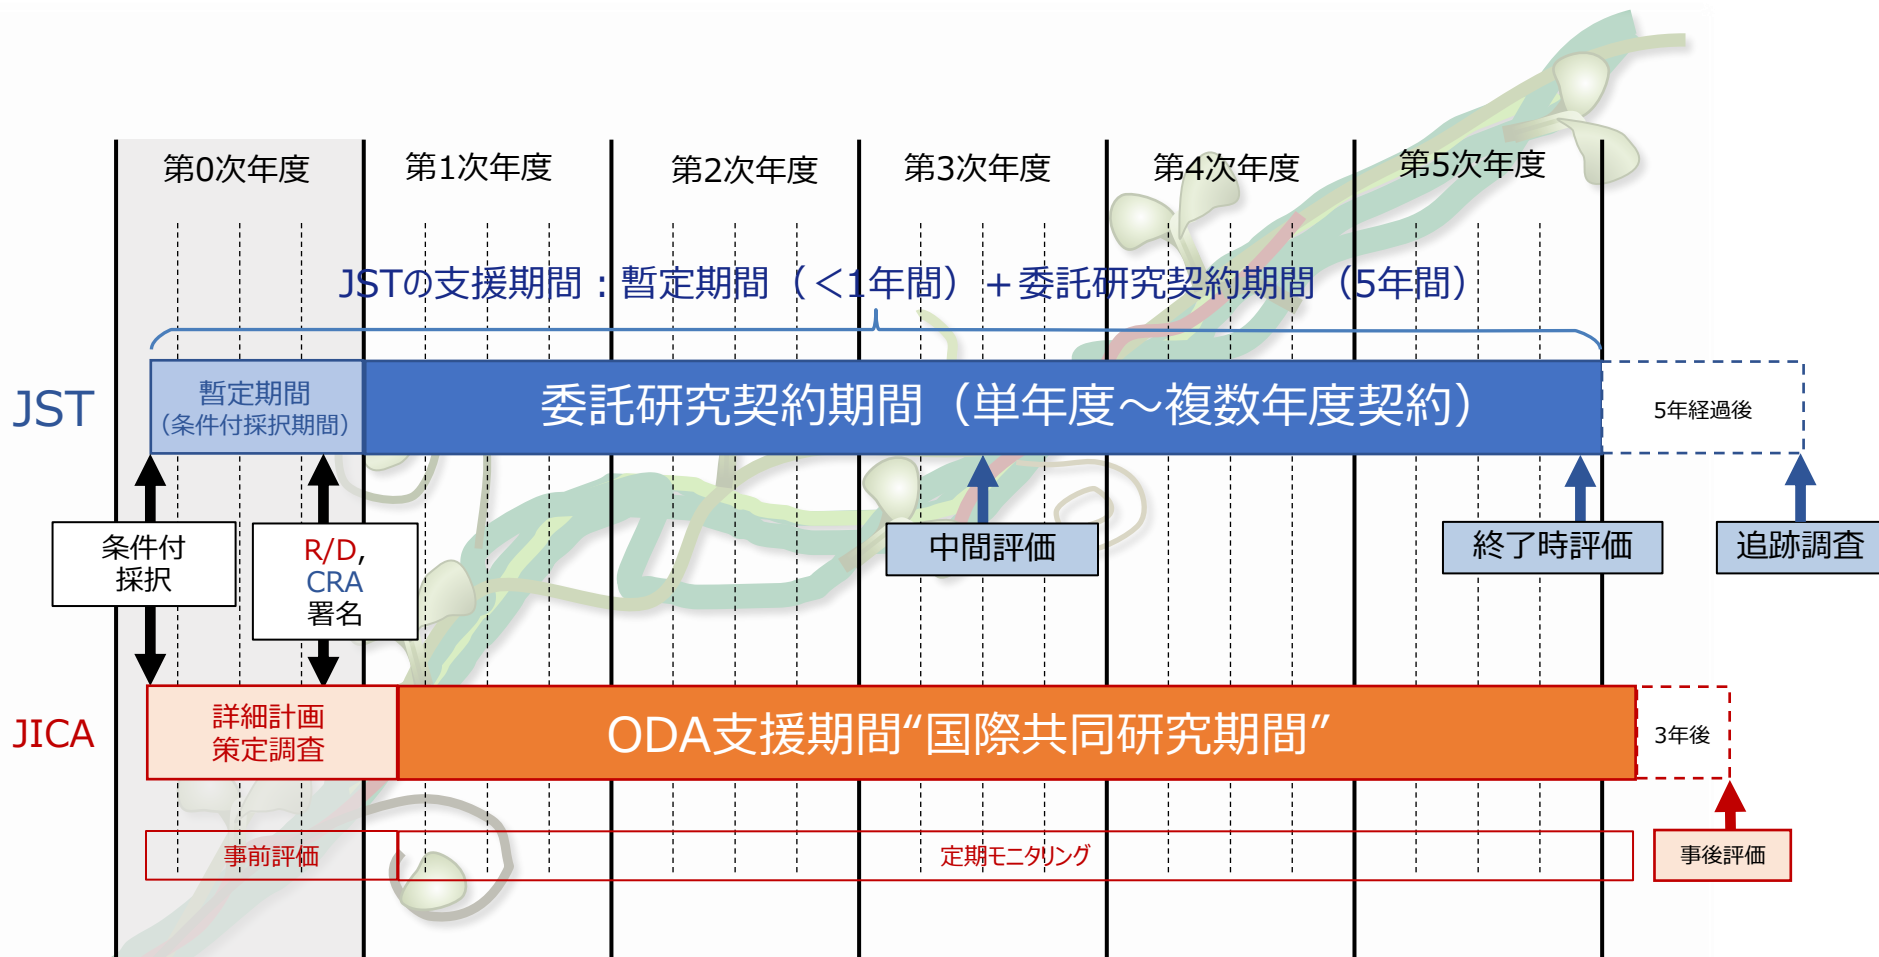 第0次年度
第1次年度
第2次年度
第3次年度
第4次年度
第5次年度
JSTの支援期間：暫定期間（＜1年間）＋委託研究契約期間（5年間）
JST
暫定期間
（条件付採択期間）
委託研究契約期間（単年度～複数年度契約）
5年経過後
条件付
採択
R/D,
CRA
署名
中間評価
終了時評価
追跡調査
JICA
詳細計画
策定調査
ODA支援期間“国際共同研究期間”
3年後
事前評価
定期モニタリング
事後評価